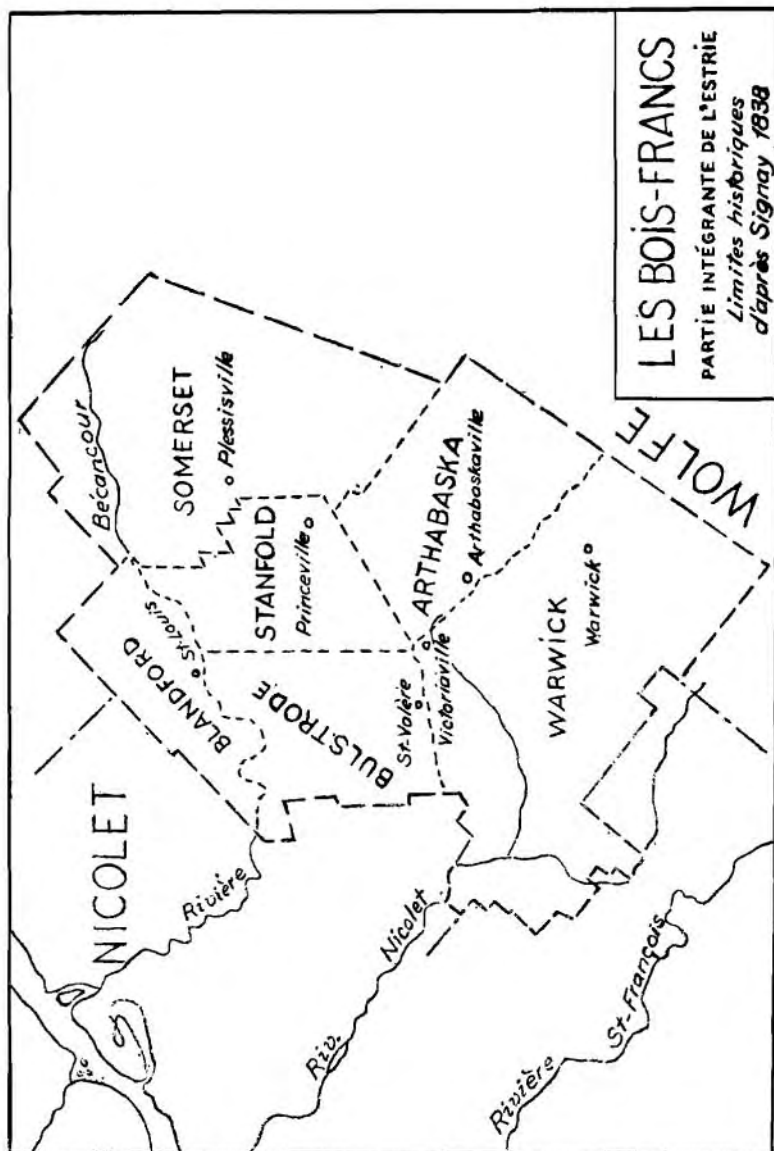 LES BOIS-FRANCS
PARTIE INTÉGRANTE DE L'ESTRIE
Limites historiques
d'après Signay 1838
NICOLET
Rivière
Bécancour
BLANDFORD
St-Louis
SOMERSET
Plessisville
STANFOLD
Princeville
BULSTRODE
St-Valère
Victoriaville
ARTHABASKA
Arthabaskaville
WARWICK
Warwick
WOLFE
Riv. Nicolet
Rivière St-François